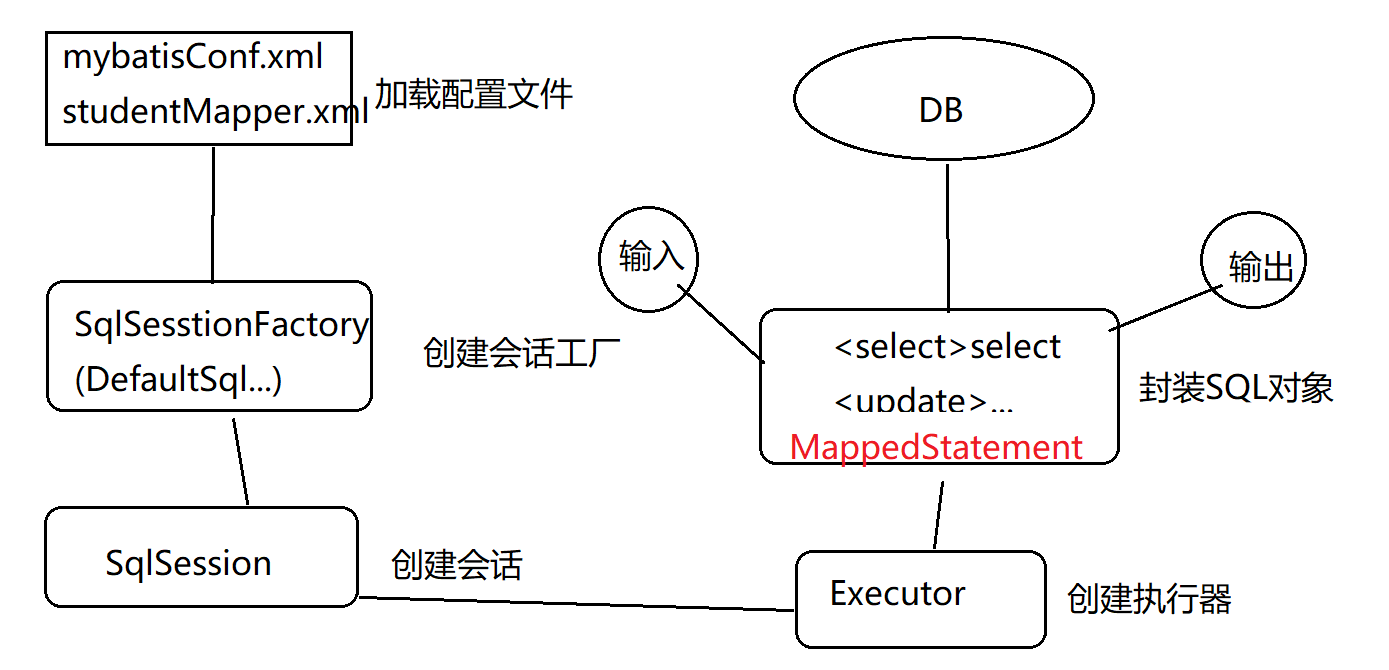 mybatisConf.xml
studentMapper.xml
加载配置文件
SqlSesstionFactory
(DefaultSql...)
创建会话工厂
SqlSession
创建会话
DB
输入
输出
<select>select
<update>...
MappedStatement
封装SQL对象
Executor
创建执行器